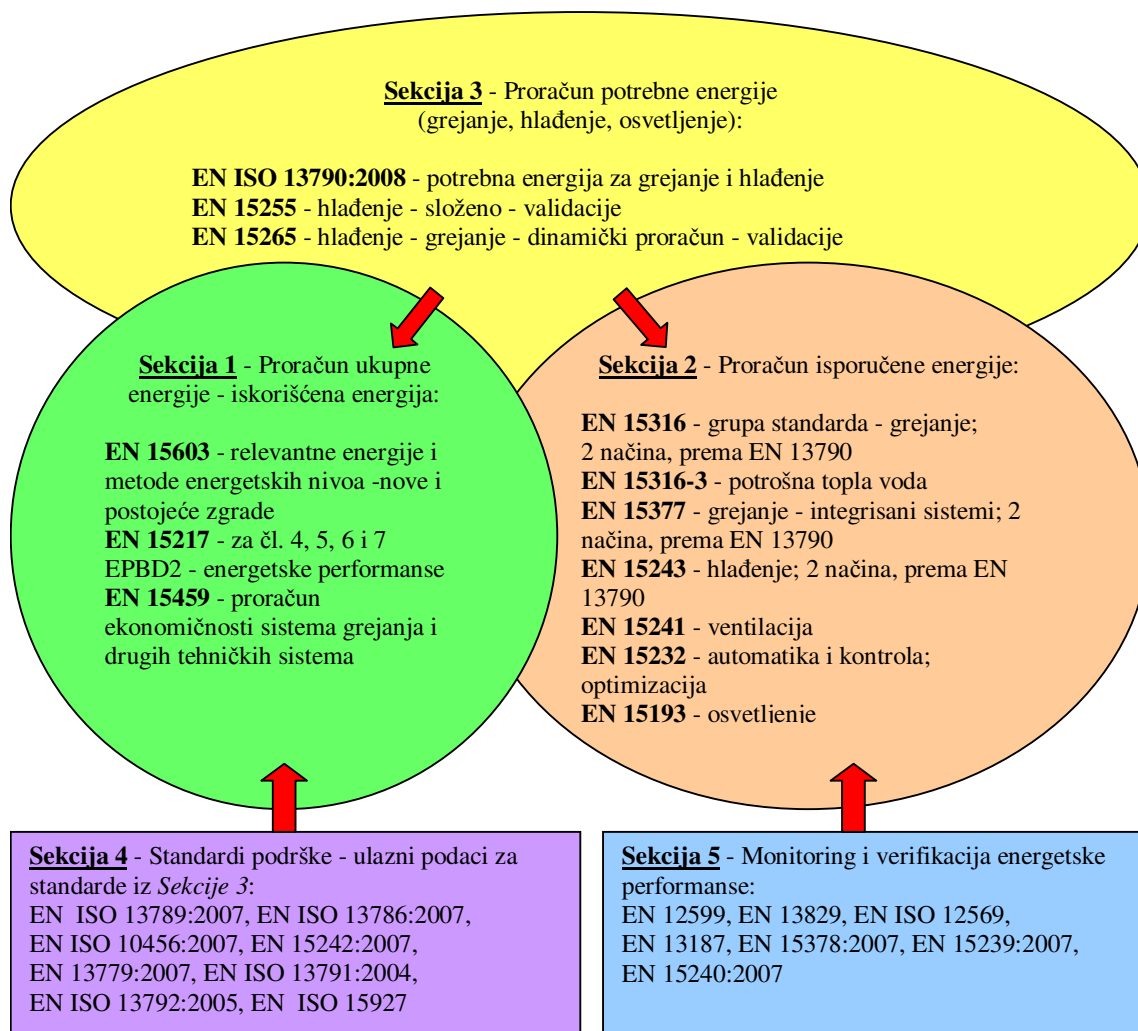 Sekcija 3 - Proračun potrebne energije
(grejanje, hlađenje, osvetljenje):
EN ISO 13790:2008 - potrebna energija za grejanje i hlađenje
EN 15255 - hlađenje - složeno - validacije
EN 15265 - hlađenje - grejanje - dinamički proračun - validacije
Sekcija 1 - Proračun ukupne
energije - iskorišćena energija:
EN 15603 - relevantne energije i
metode energetskih nivoa -nove i
postojeće zgrade
EN 15217 - za čl. 4, 5, 6 i 7
EPBD2 - energetske performanse
EN 15459 - proračun
ekonomičnosti sistema grejanja i
drugih tehničkih sistema
Sekcija 2 - Proračun isporučene energije:
EN 15316 - grupa standarda - grejanje;
2 načina, prema EN 13790
EN 15316-3 - potrošna topla voda
EN 15377 - grejanje - integrisani sistemi; 2
načina, prema EN 13790
EN 15243 - hlađenje; 2 načina, prema EN
13790
EN 15241 - ventilacija
EN 15232 - automatika i kontrola;
optimizacija
EN 15193 - osvetljenje
Sekcija 4 - Standardi podrške - ulazni podaci za
standarde iz Sekcije 3:
EN ISO 13789:2007, EN ISO 13786:2007,
EN ISO 10456:2007, EN 15242:2007,
EN 13779:2007, EN ISO 13791:2004,
EN ISO 13792:2005, EN ISO 15927
Sekcija 5 - Monitoring i verifikacija energetske
performanse:
EN 12599, EN 13829, EN ISO 12569,
EN 13187, EN 15378:2007, EN 15239:2007,
EN 15240:2007